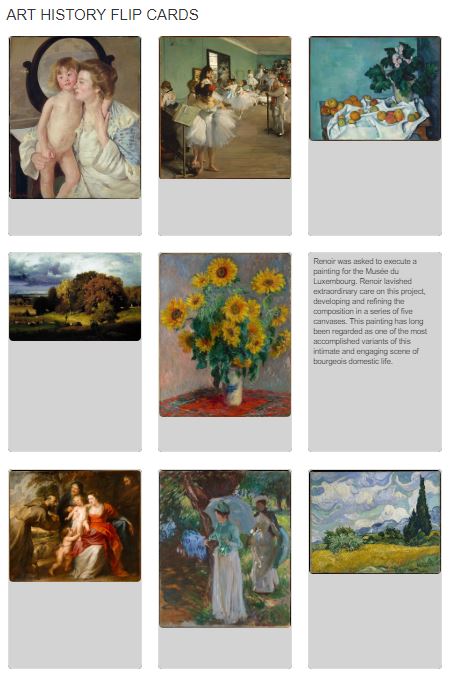 ART HISTORY FLIP CARDS
Renoir was asked to execute a
painting for the Musée du
Luxembourg. Renoir lavished
extraordinary care on this project,
developing and refining the
composition in a series of five
canvases. This painting has long
been regarded as one of the most
accomplished variants of this
intimate and engaging scene of
bourgeois domestic life.